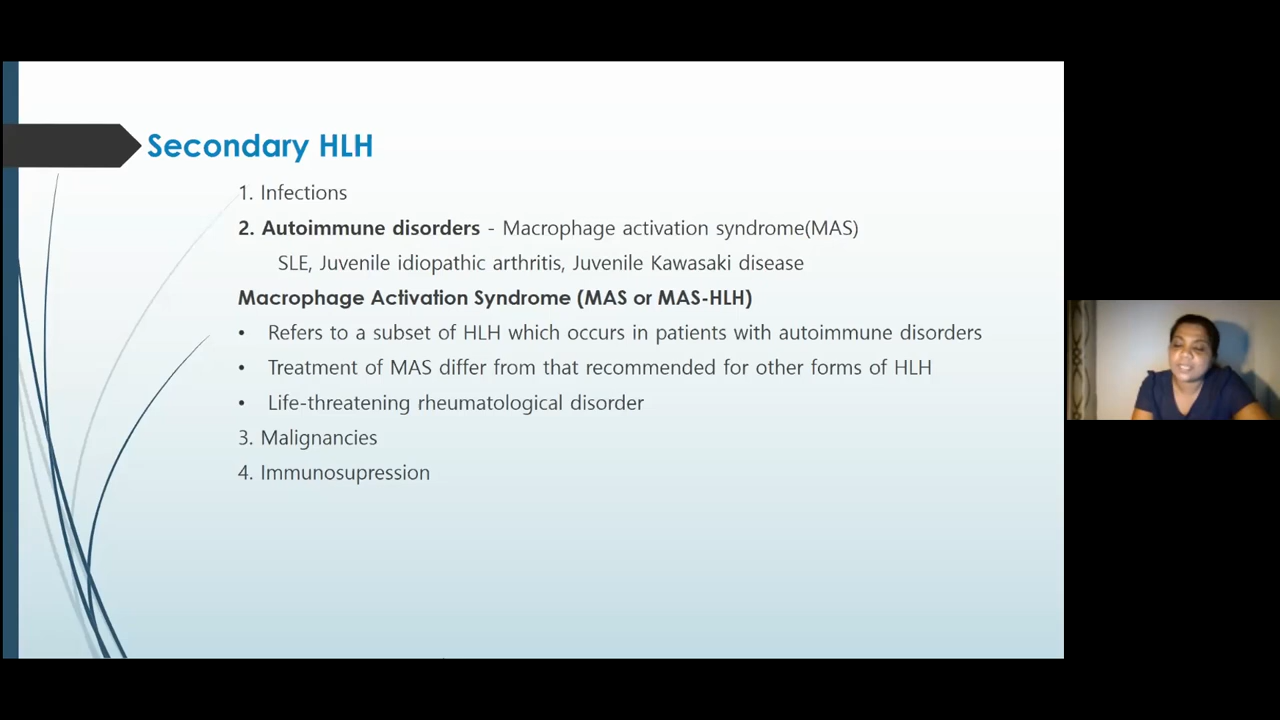 Secondary HLH
1. Infections
2. Autoimmune disorders - Macrophage activation syndrome(MAS)
SLE, Juvenile idiopathic arthritis, Juvenile Kawasaki disease
Macrophage Activation Syndrome (MAS or MAS-HLH)
• Refers to a subset of HLH which occurs in patients with autoimmune disorders
• Treatment of MAS differ from that recommended for other forms of HLH
• Life-threatening rheumatological disorder
3. Malignancies
4. Immunosupression